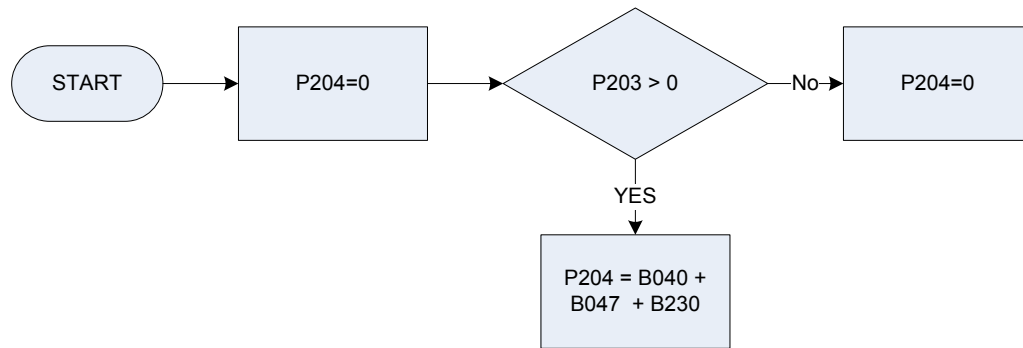 START
P204=0
P203 > 0
No
P204=0
YES
P204 = B040 +
B047  + B230